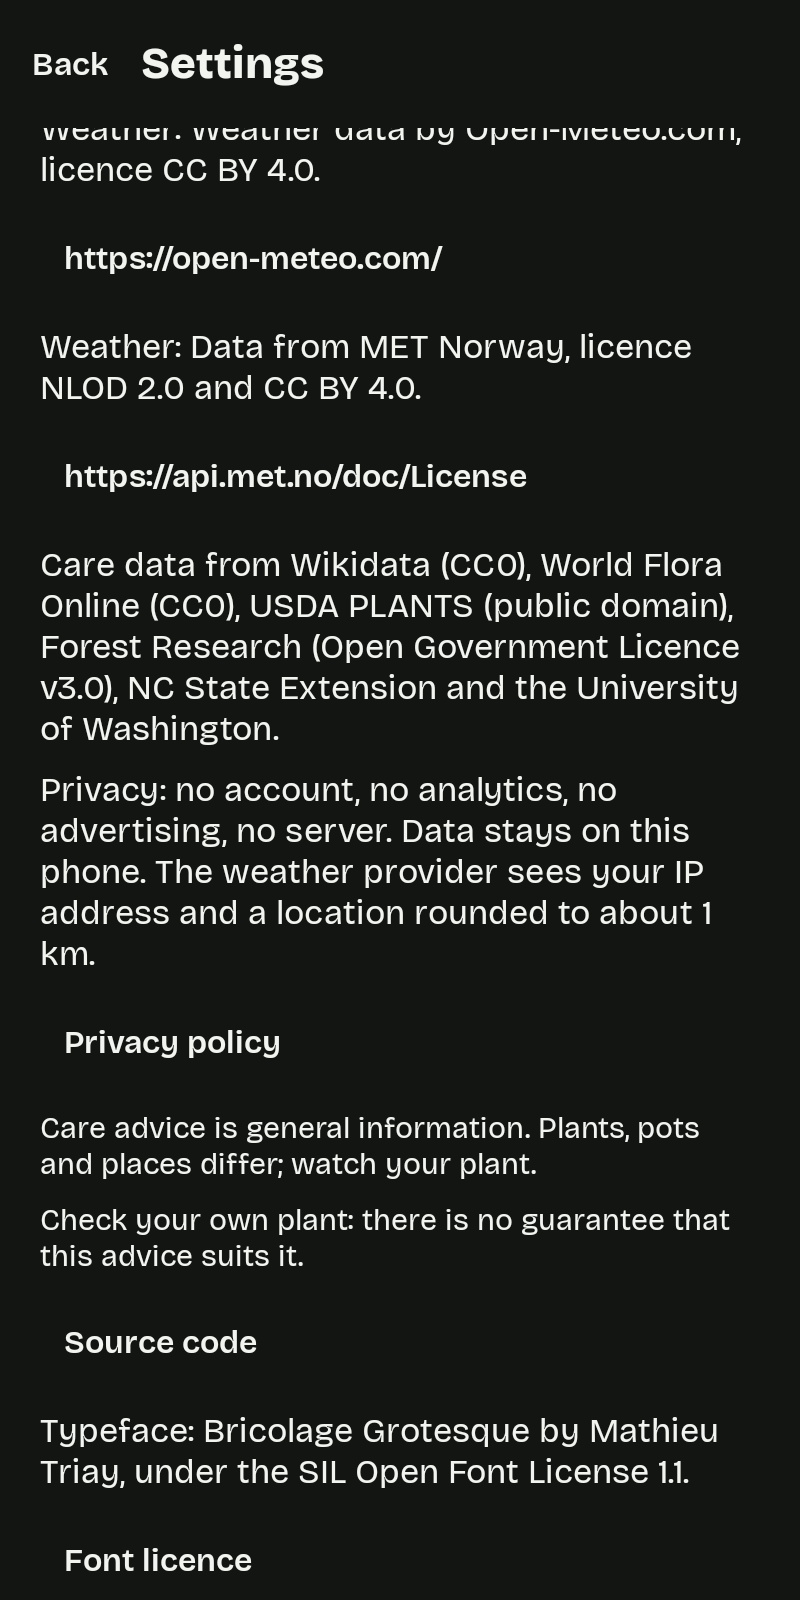 Back Settings
Weather: Weather data by Open-Meteo.com,
licence CC BY 4.0.
https://open-meteo.com/
Weather: Data from MET Norway, licence
NLOD 2.0 and CC BY 4.0.
https://api.met.no/doc/License
Care data from Wikidata (CC0), World Flora
Online (CC0), USDA PLANTS (public domain),
Forest Research (Open Government Licence
v3.0), NC State Extension and the University
of Washington.
Privacy: no account, no analytics, no
advertising, no server. Data stays on this
phone. The weather provider sees your IP
address and a location rounded to about 1
km.
Privacy policy
Care advice is general information. Plants, pots
and places differ; watch your plant.
Check your own plant: there is no guarantee that
this advice suits it.
Source code
Typeface: Bricolage Grotesque by Mathieu
Triay, under the SIL Open Font License 1.1.
Font licence